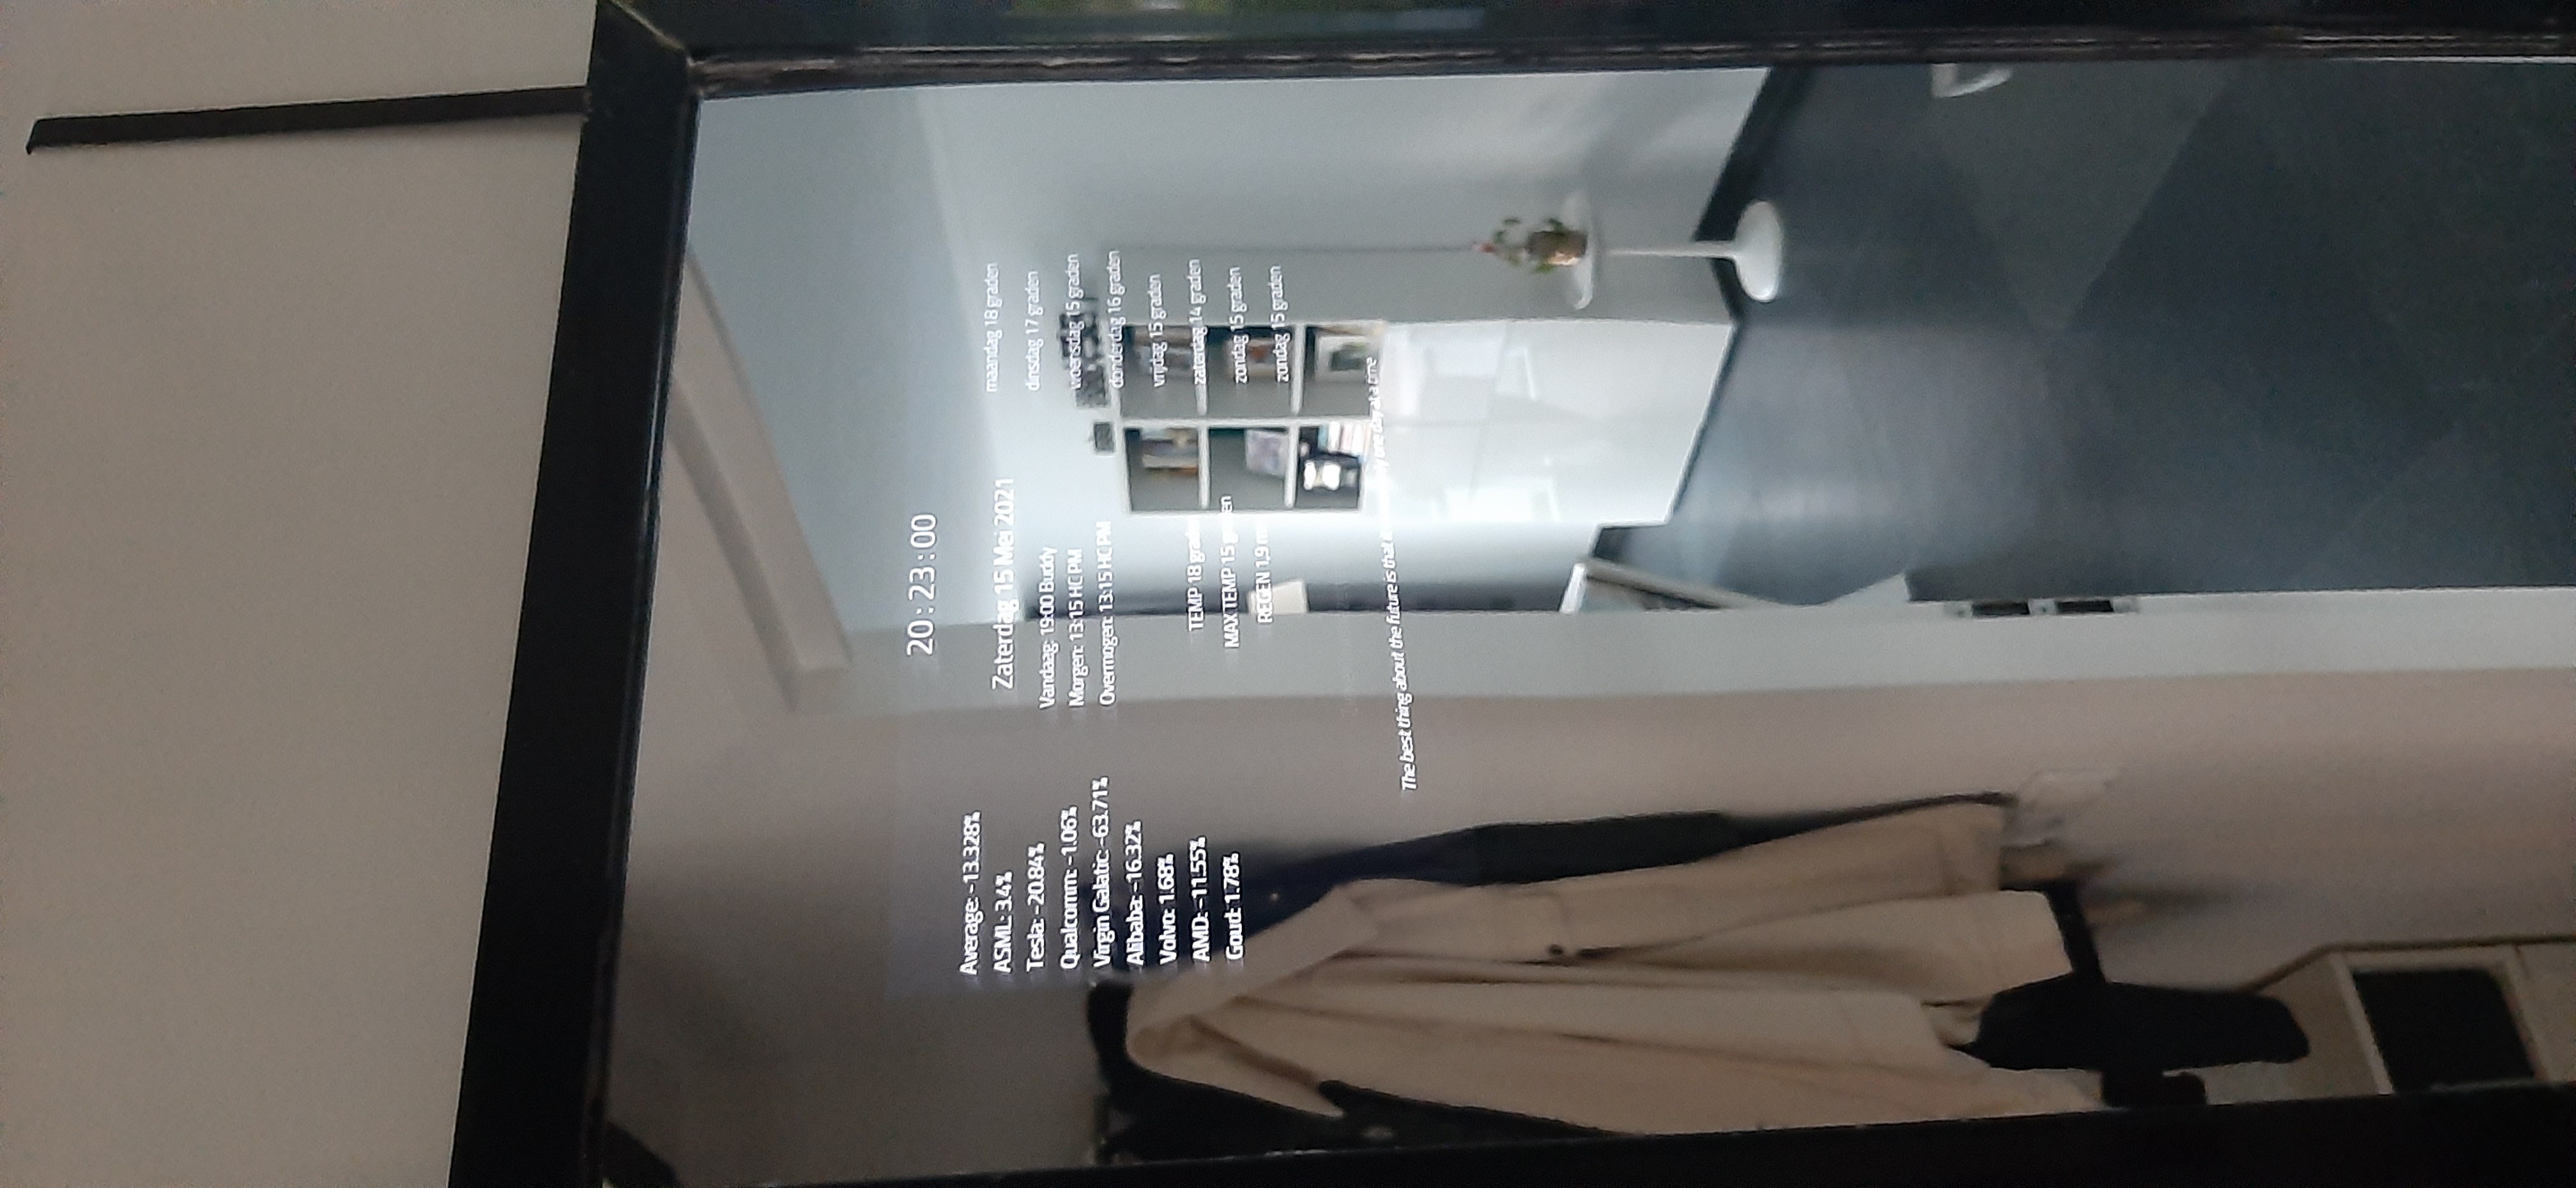 20:23:00
Average: -13.328%
ASML: 3.4%
Tesla: -20.84%
Qualcomm: -1.06%
Virgin Galatic: -63.71%
Alibaba: -16.32%
Volvo: 1.68%
AMD: -11.55%
Goud: 1.78%
Zaterdag 15 Mei 2021
Vandaag: 19:00 Buddy
Morgen: 13:15 HC PM
Overmogen: 13:15 HC PM
TEMP 18 graden
MAX TEMP 15 graden
REGEN 1,9
maandag 18 graden
dinsdag 17 graden
woensdag 15 graden
donderdag 16 graden
vrijdag 15 graden
zaterdag 14 graden
zondag 15 graden
zondag 15 graden
The best thing about the future is that only one day at a time